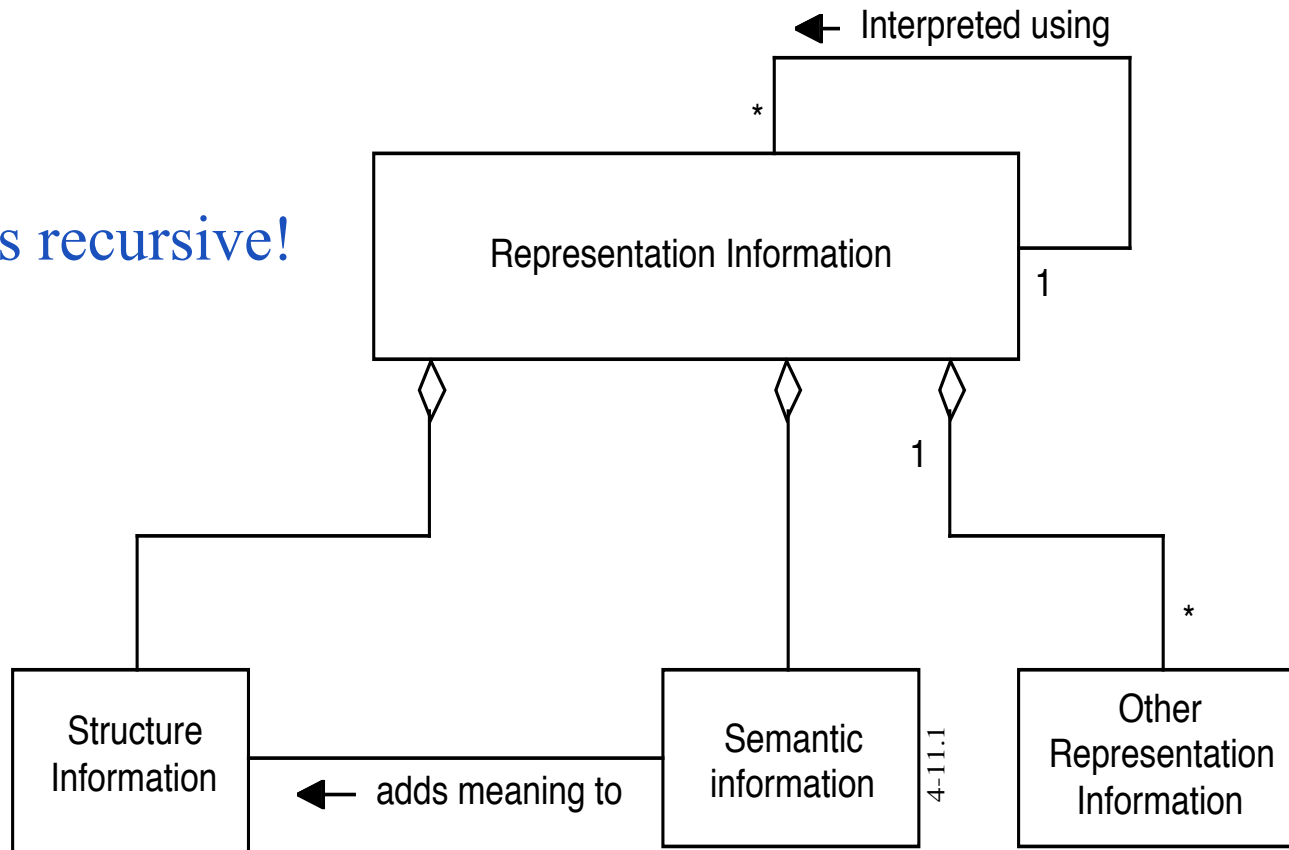 Interpreted using
*
s recursive!
Representation Information
1
1
*
Structure
Information
adds meaning to
Semantic
information
4-11.1
Other
Representation
Information